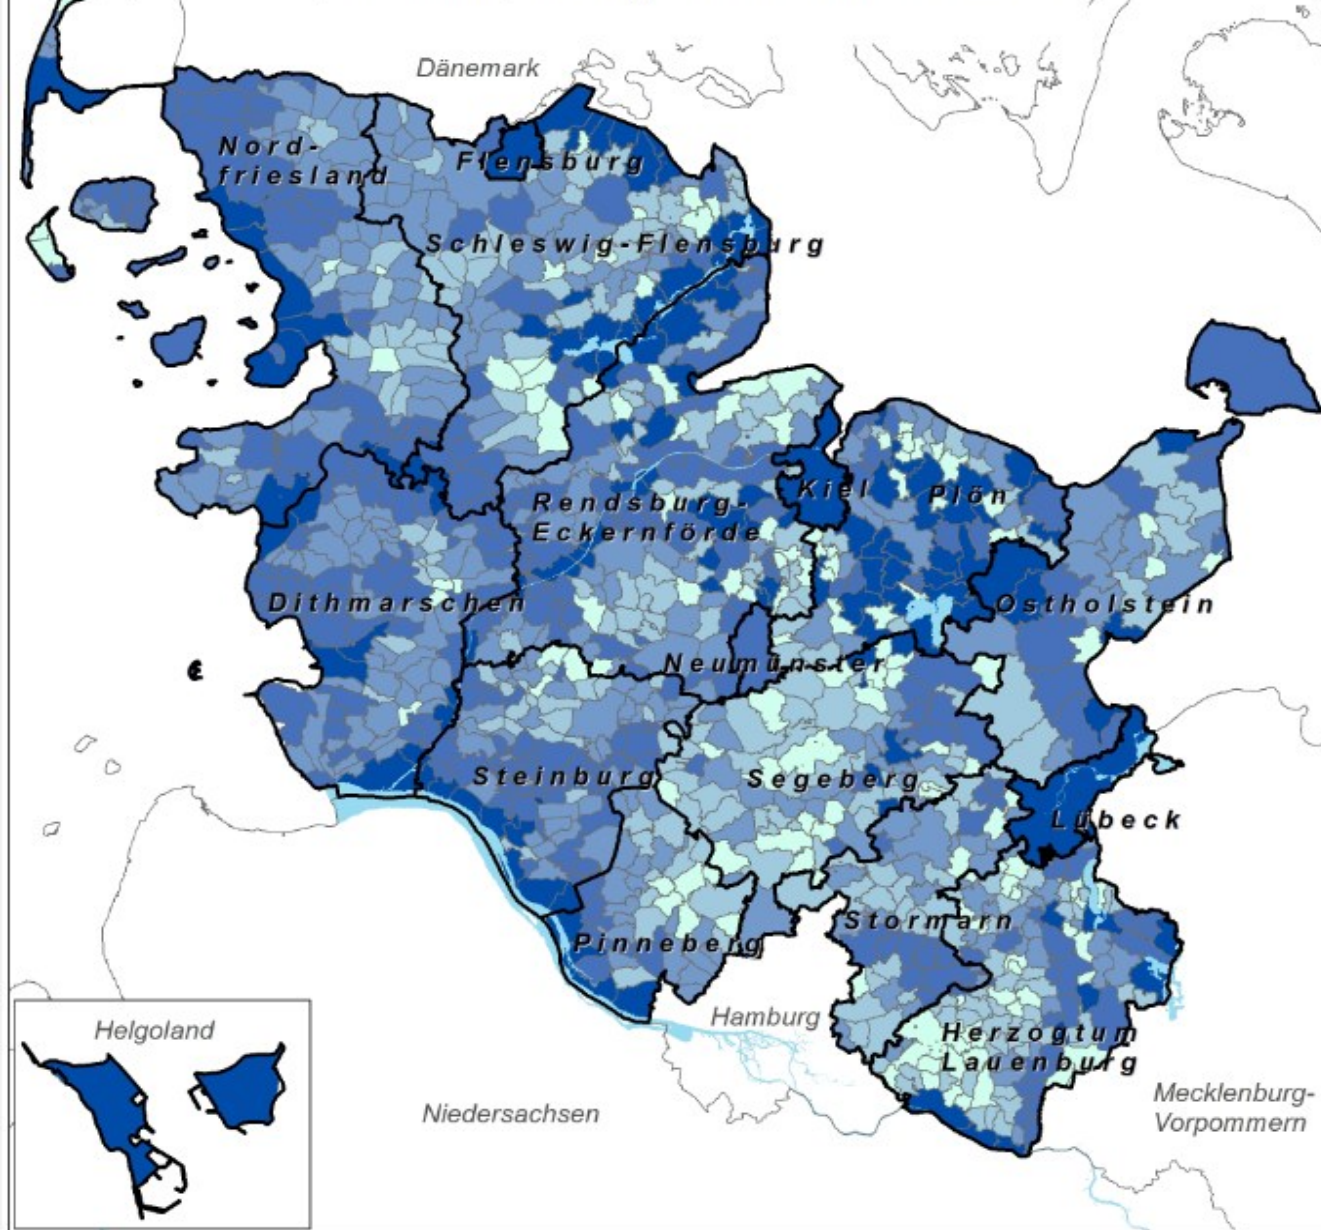 Dänemark
Nord-
friesland
Flensburg
Schleswig-Flensburg
Rendsburg-
Eckernförde
Kiel
Plön
Dithmarschen
Ostholstein
Neumünster
Steinburg
Segeberg
Lübeck
Stormarn
Pinneberg
Hamburg
Helgoland
Herzogtum
Lauenburg
Niedersachsen
Mecklenburg-
Vorpommern